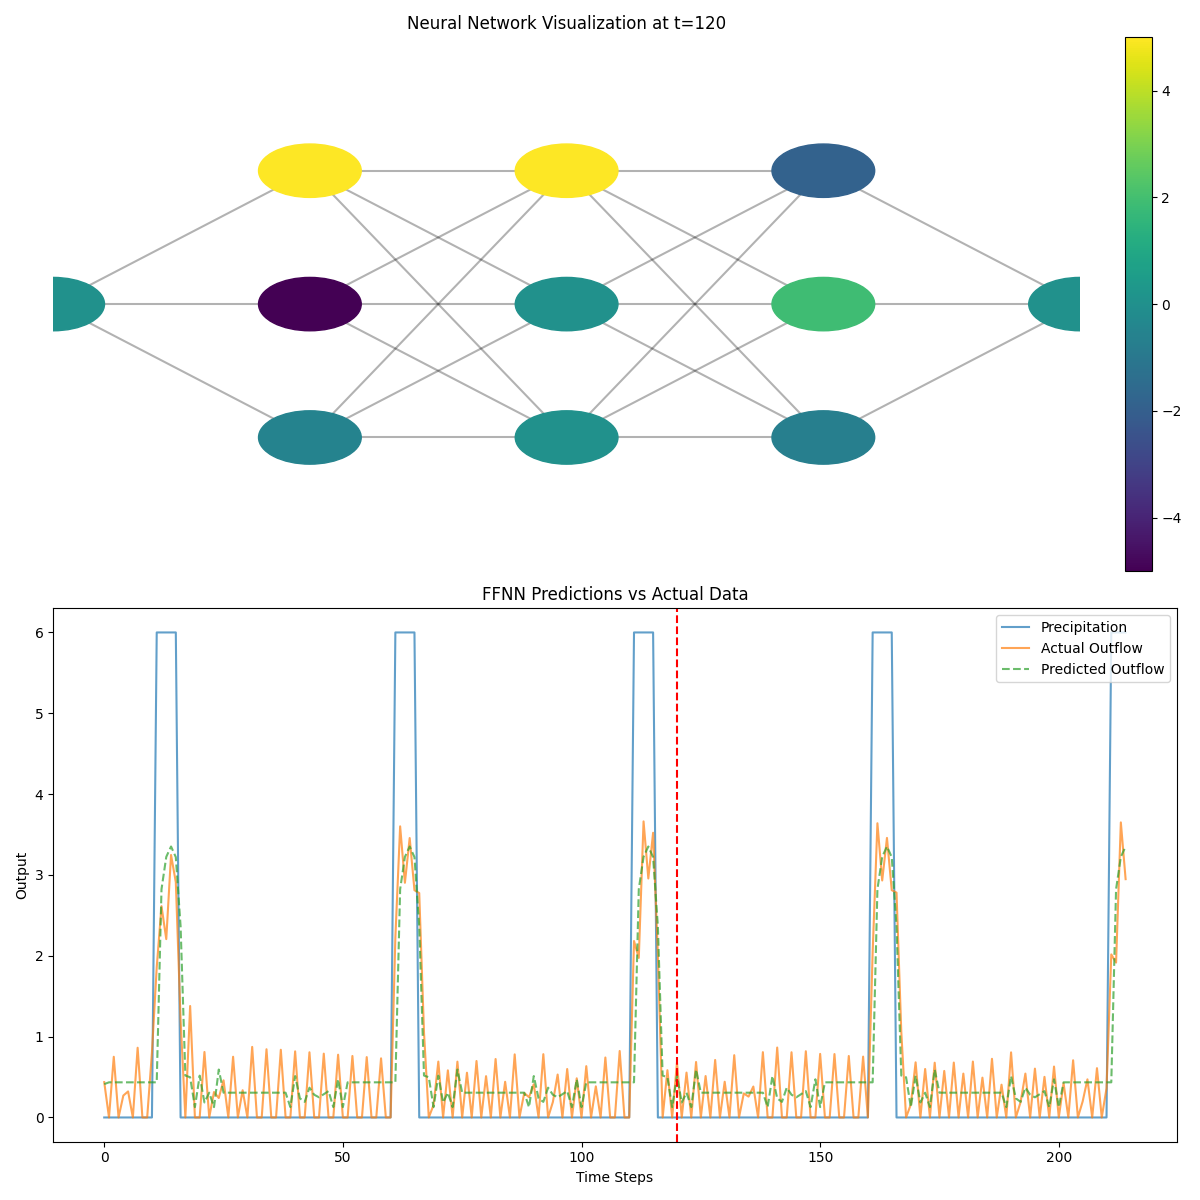 Neural Network Visualization at t=120
4
2
0
−2
−4
FFNN Predictions vs Actual Data
6
5
4
3
2
1
0
Output
Precipitation
Actual Outflow
Predicted Outflow
0 50 100 150 200
Time Steps